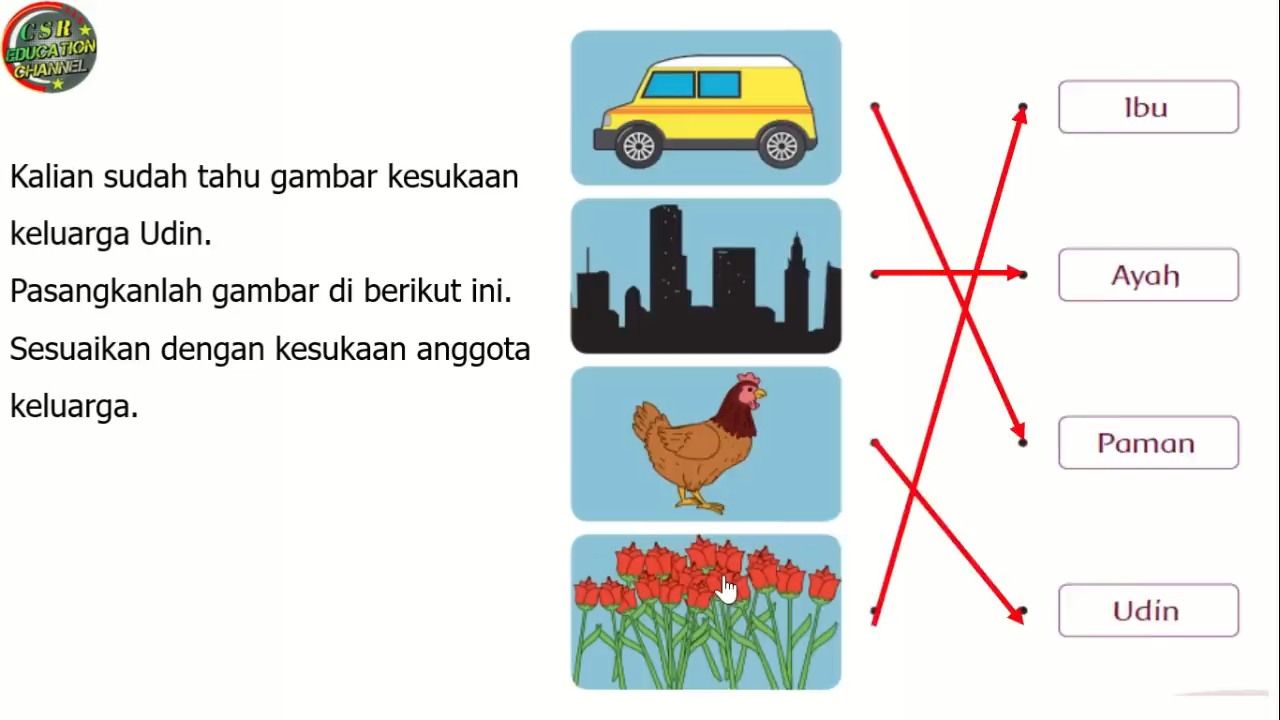 CSR
EDUCATION
CHANNEL
Kalian sudah tahu gambar kesukaan
keluarga Udin.
Pasangkanlah gambar di berikut ini.
Sesuaikan dengan kesukaan anggota
keluarga.
Ibu
Ayah
Paman
Udin